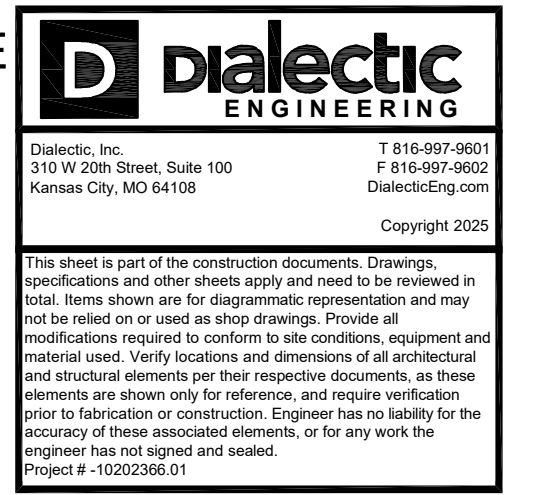 E
D Dialectic
ENGINEERING
Dialectic, Inc.
310 W 20th Street, Suite 100
Kansas City, MO 64108
T 816-997-9601
F 816-997-9602
DialecticEng.com
Copyright 2025
This sheet is part of the construction documents. Drawings,
specifications and other sheets apply and need to be reviewed in
total. Items shown are for diagrammatic representation and may
not be relied on or used as shop drawings. Provide all
modifications required to conform to site conditions, equipment and
material used. Verify locations and dimensions of all architectural
and structural elements per their respective documents, as these
elements are shown only for reference, and require verification
prior to fabrication or construction. Engineer has no liability for the
accuracy of these associated elements, or for any work the
engineer has not signed and sealed.
Project # -10202366.01